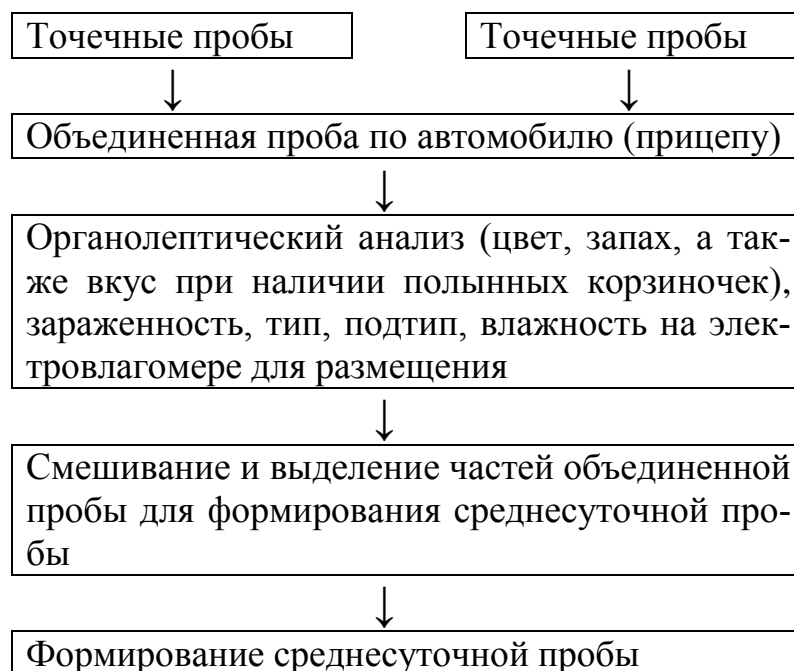 Точечные пробы Точечные пробы
Объединенная проба по автомобилю (прицепу)
Органолептический анализ (цвет, запах, а так-
же вкус при наличии полынных корзиночек),
зараженность, тип, подтип, влажность на элек-
тровлагомере для размещения
Смешивание и выделение частей объединенной
пробы для формирования среднесуточной про-
бы
Формирование среднесуточной пробы